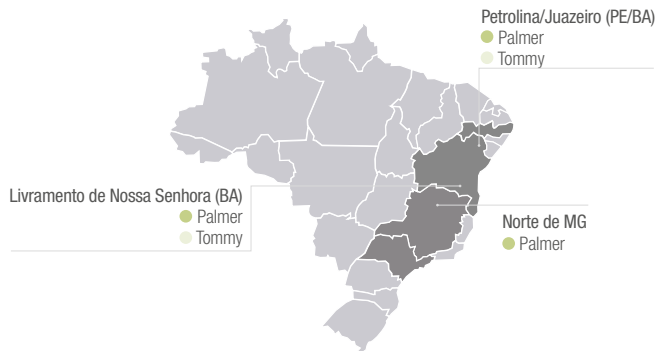 Petrolina/Juazeiro (PE/BA)
Palmer
Tommy
Livramento de Nossa Senhora (BA)
Palmer
Tommy
Norte de MG
Palmer